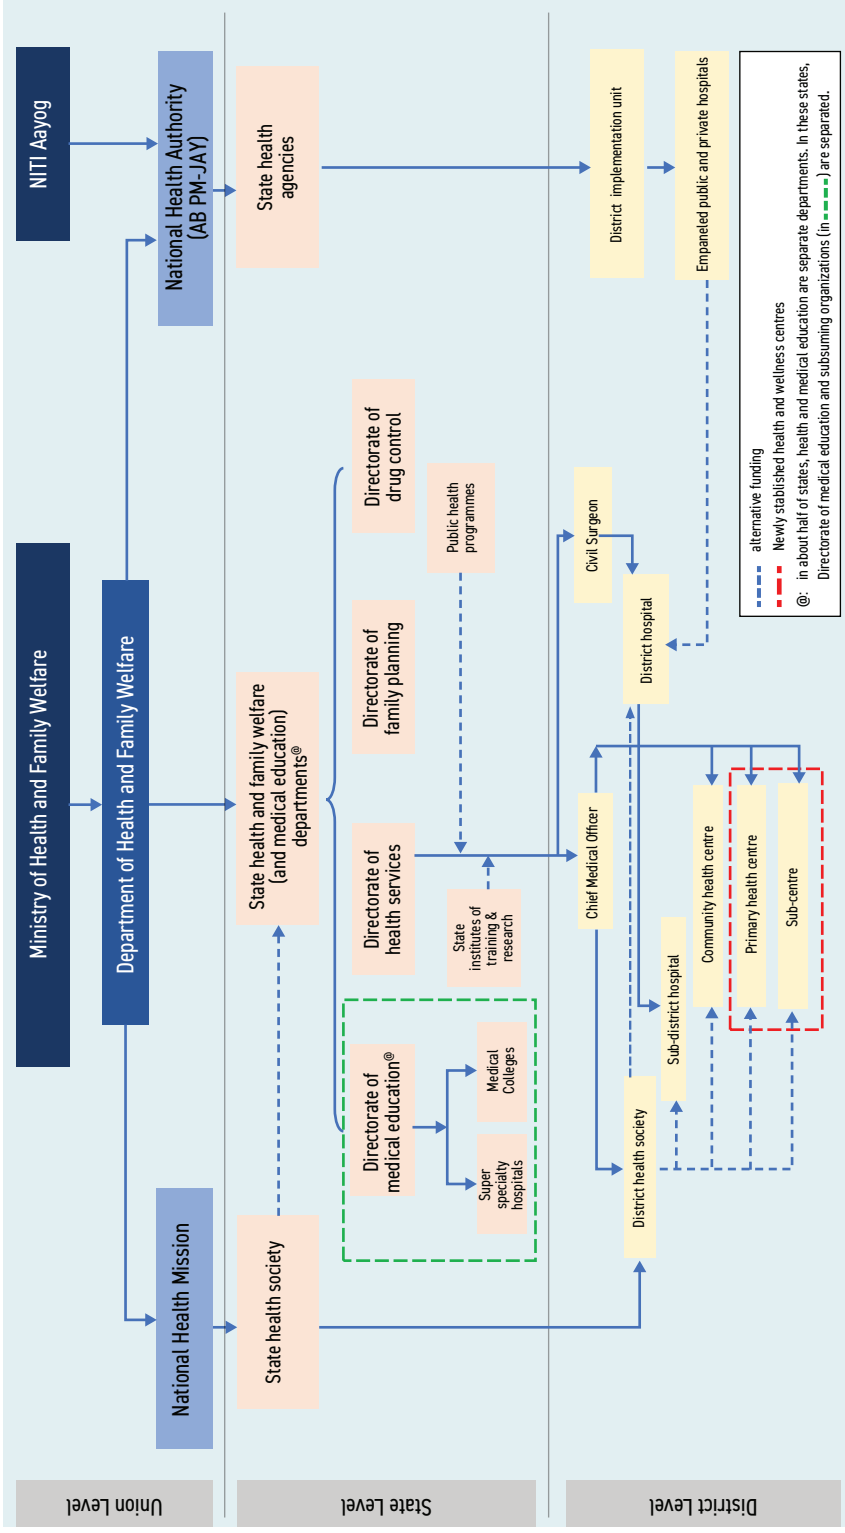 Union Level
Ministry of Health and Family Welfare
NITI Aayog
Department of Health and Family Welfare
National Health Mission
National Health Authority
(AB PM-JAY)
State Level
State health society
State health and family welfare
(and medical education)
departments@
State health
agencies
Directorate of
medical education@
Directorate of
health services
Directorate of
family planning
Directorate of
drug control
Super
specialty
hospitals
Medical
Colleges
State
institutes of
training &
research
Public health
programmes
District Level
Chief Medical Officer
Civil Surgeon
District implementation unit
District health society
District hospital
Empaneled public and private hospitals
Sub-district hospital
Community health centre
Primary health centre
Sub-centre
alternative funding
Newly stablished health and wellness centres
@: in about half of states, health and medical education are separate departments. In these states,
Directorate of medical education and subsuming organizations (in ) are separated.